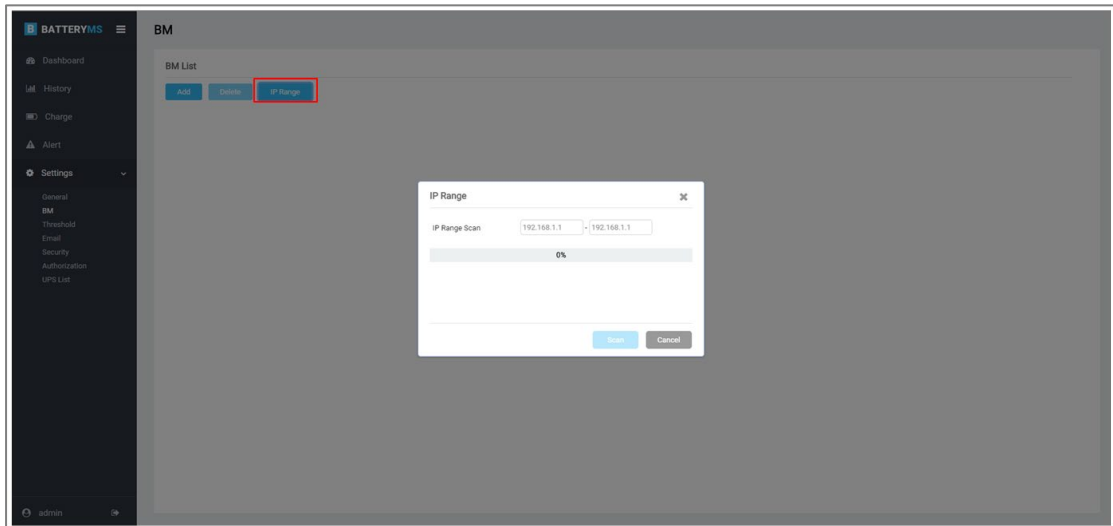 B BATTERYMS
BM
Dashboard
History
Charge
Alert
Settings
General
BM
Threshold
Email
Security
Authorization
UPS List
admin
BM List
Add Delete IP Range
IP Range
IP Range Scan 192.168.1.1 - 192.168.1.1
0%
Scan Cancel